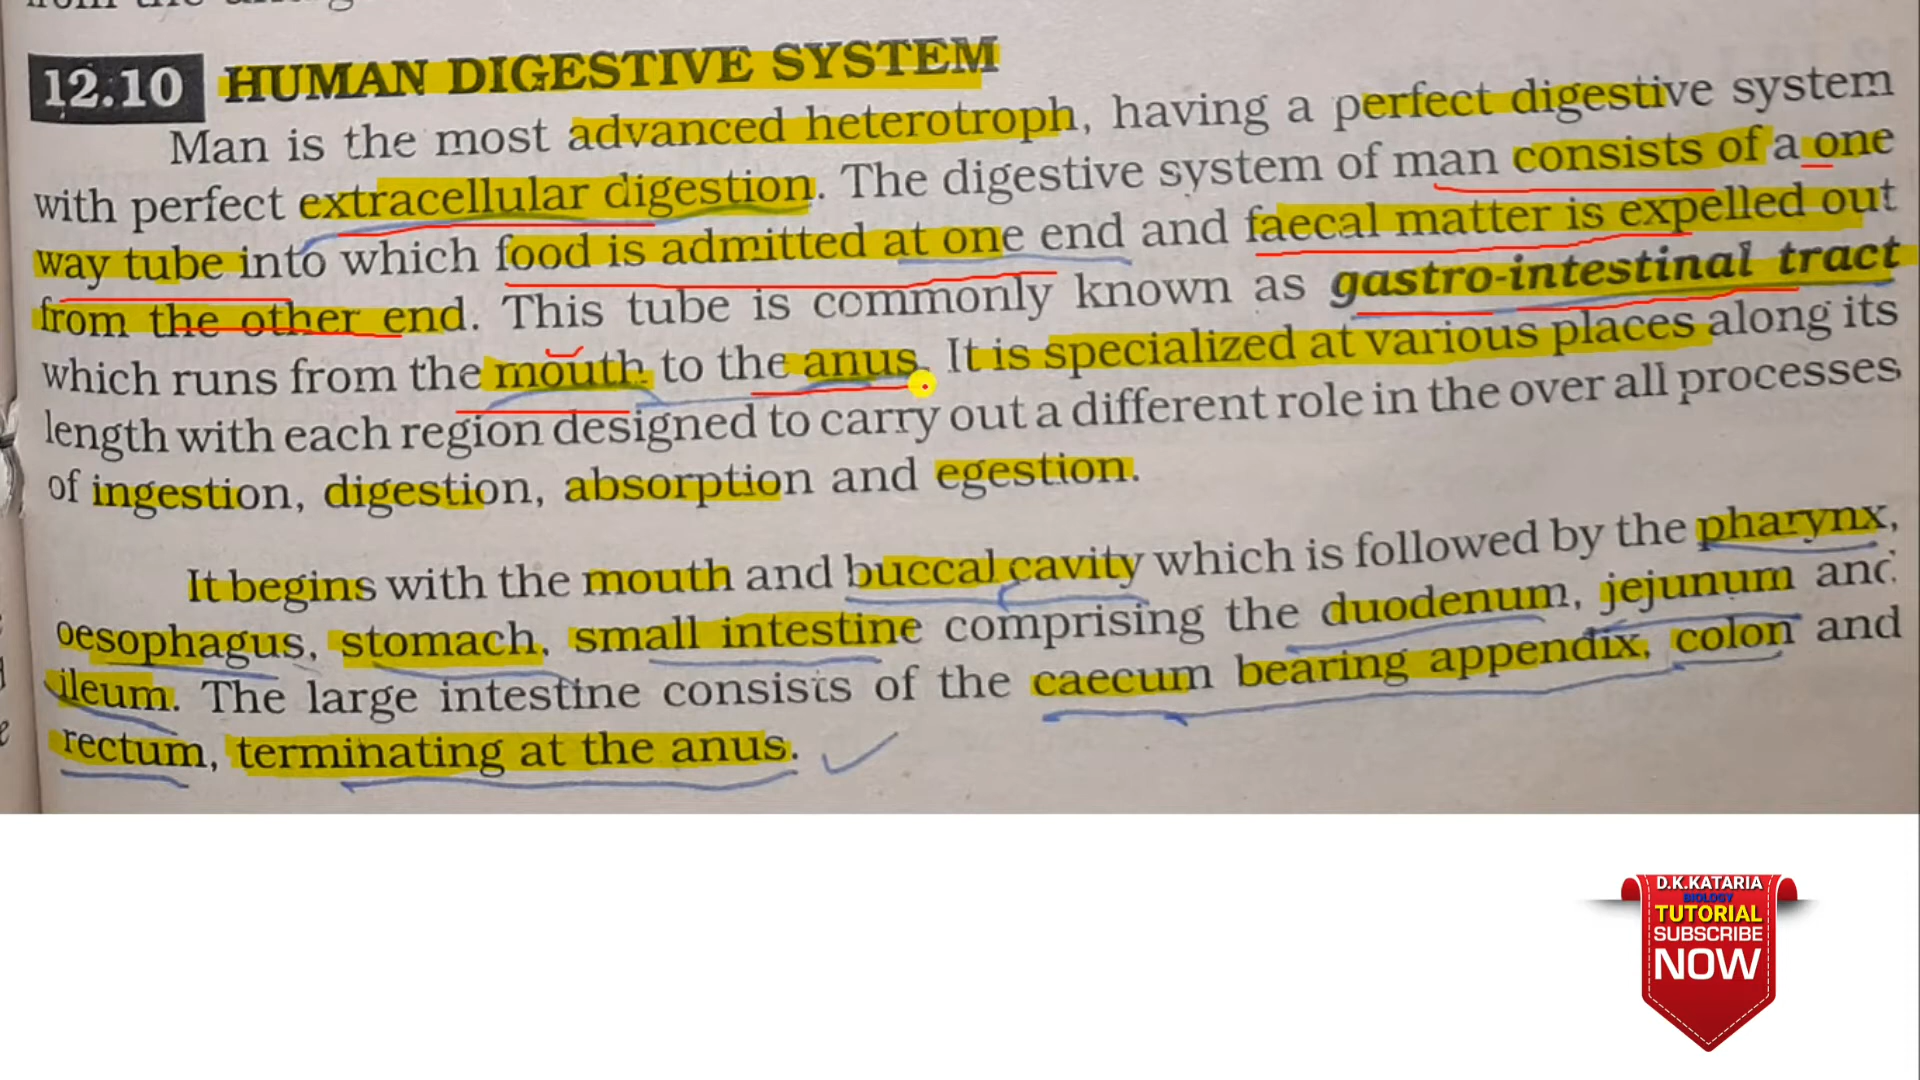 12.10 HUMAN DIGESTIVE SYSTEM
Man is the most advanced heterotroph, having a perfect digestive system
with perfect extracellular digestion. The digestive system of man consists of a one
way tube into which food is admitted at one end and faecal matter is expelled out
from the other end. This tube is commonly known as gastro-intestinal tract
which runs from the mouth to the anus. It is specialized at various places along its
length with each region designed to carry out a different role in the over all processes
of ingestion, digestion, absorption and egestion.
It begins with the mouth and buccal cavity which is followed by the pharynx,
oesophagus, stomach, small intestine comprising the duodenum, jejunum and
ileum. The large intestine consists of the caecum bearing appendix, colon and
rectum, terminating at the anus.
D.K.KATARIA
BIOLOGY
TUTORIAL
SUBSCRIBE
NOW